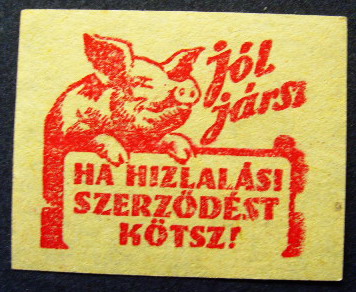 jól
jársz
HA HIZLALÁSI
SZERZŐDÉST
KÖTSZ!